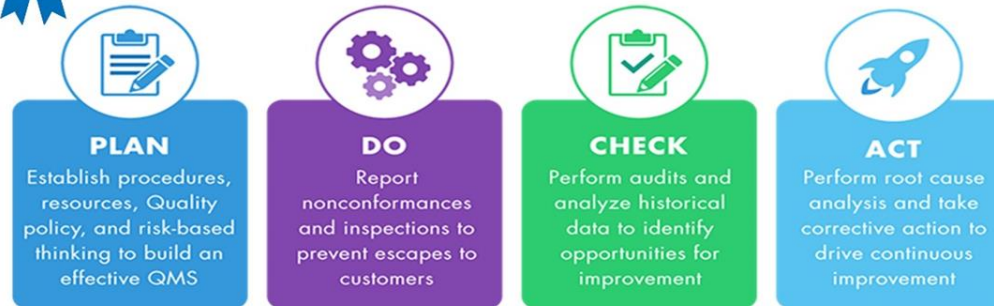 PLAN
Establish procedures,
resources, Quality
policy, and risk-based
thinking to build an
effective QMS
DO
Report
nonconformances
and inspections to
prevent escapes to
customers
CHECK
Perform audits and
analyze historical
data to identify
opportunities for
improvement
ACT
Perform root cause
analysis and take
corrective action to
drive continuous
improvement